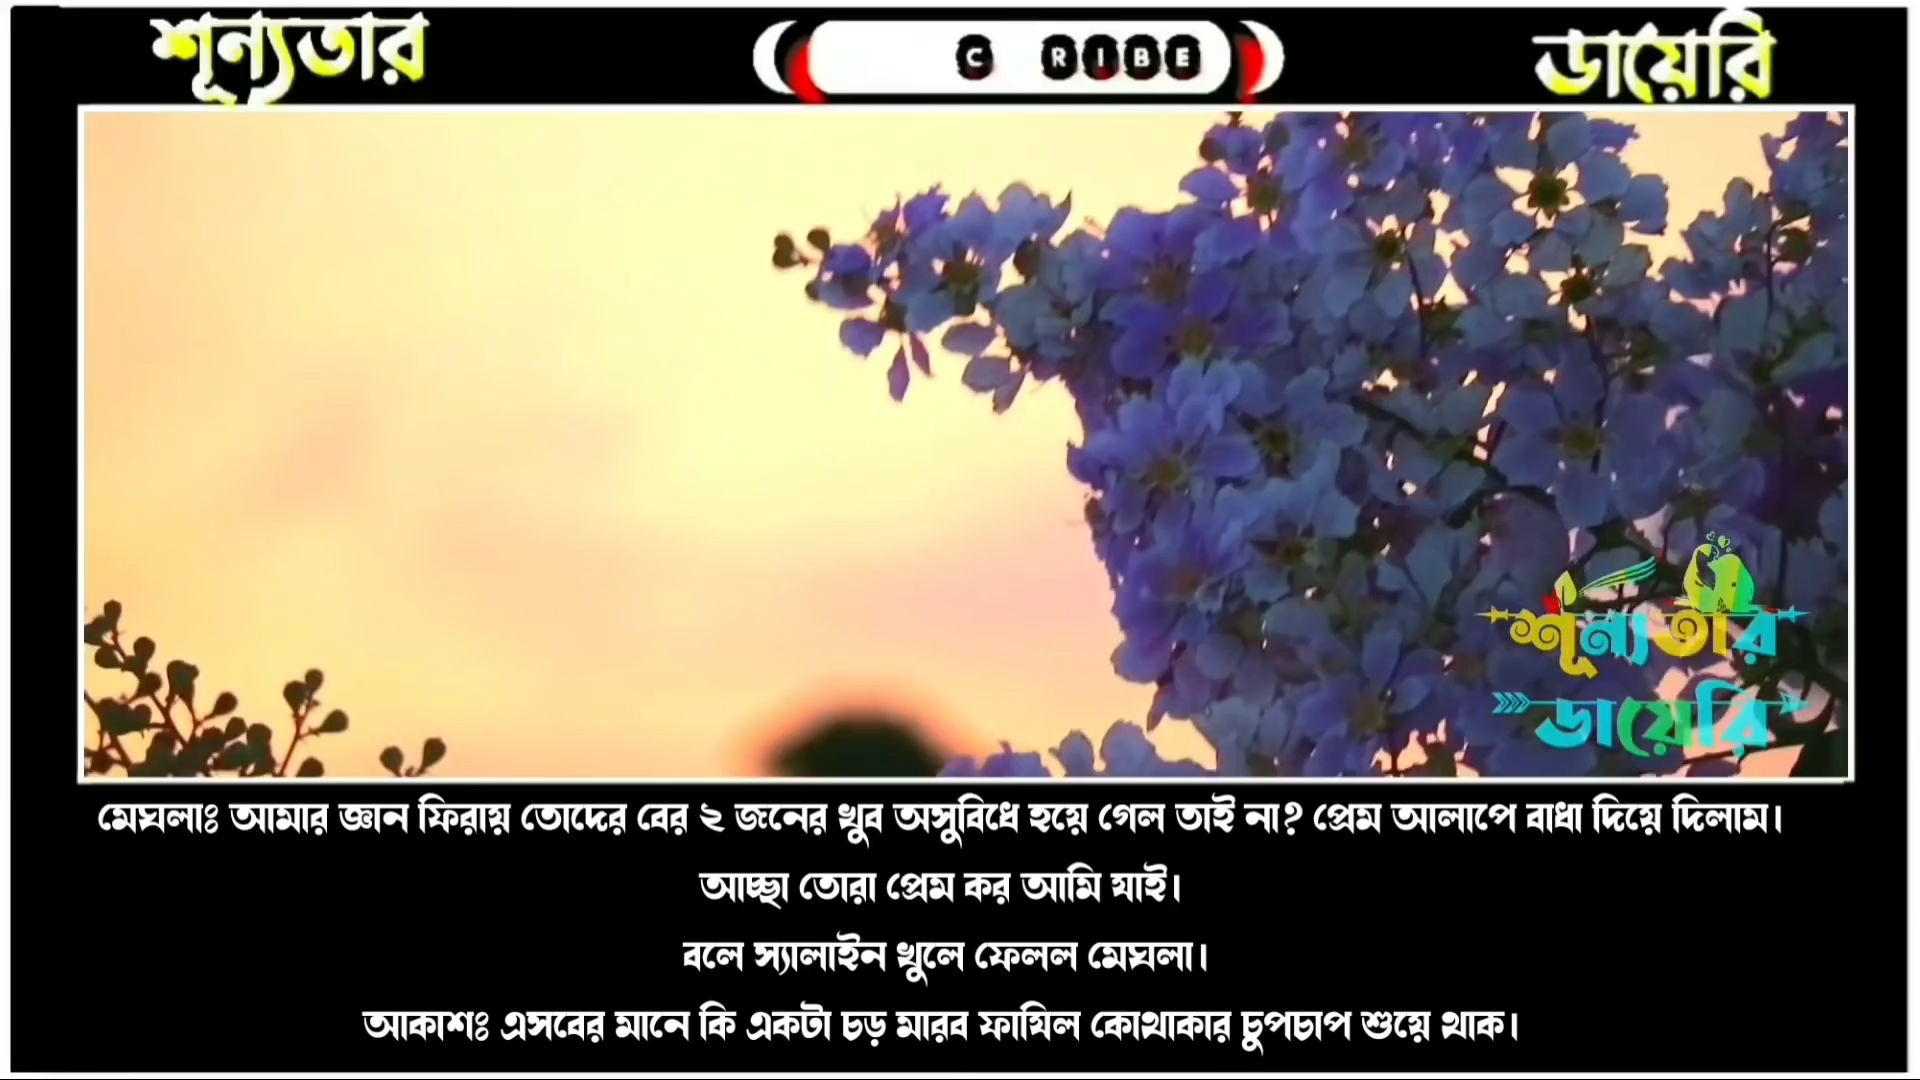 শূন্যতার
C RIBE
ডায়েরি
শূন্যতার
ডায়েরি
মেঘলাঃ আমার জ্ঞান ফিরায় তোদের বের ২ জনের খুব অসুবিধে হয়ে গেল তাই না? প্রেম আলাপে বাধা দিয়ে দিলাম।
আচ্ছা তোরা প্রেম কর আমি যাই।
বলে স্যালাইন খুলে ফেলল মেঘলা।
আকাশঃ এসবের মানে কি একটা চড় মারব ফাযিল কোথাকার চুপচাপ শুয়ে থাক।